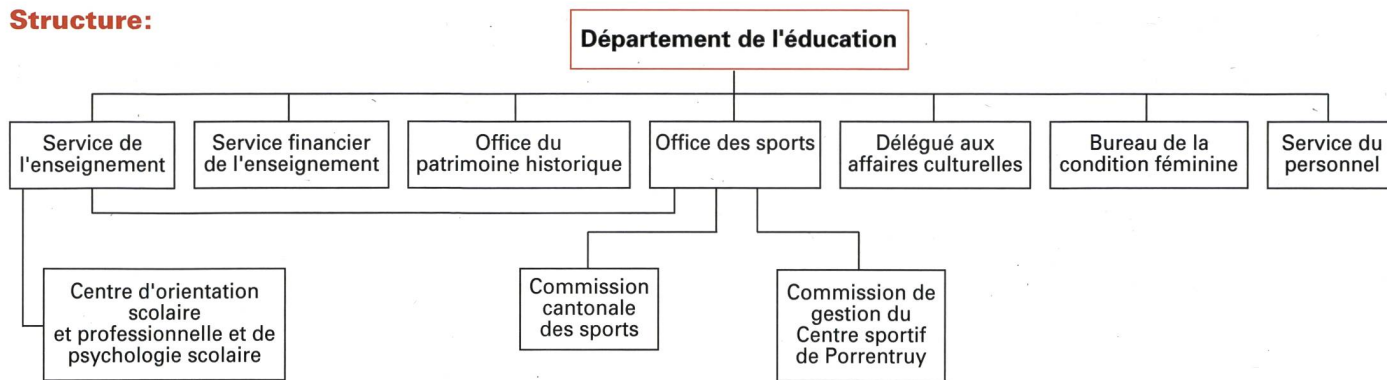 Structure:
Département de l'éducation
Service de
l'enseignement
Service financier
de l'enseignement
Office du
patrimoine historique
Office des sports
Délégué aux
affaires culturelles
Bureau de la
condition féminine
Service du
personnel
Centre d'orientation
scolaire
et professionnelle et de
psychologie scolaire
Commission
cantonale
des sports
Commission de
gestion du
Centre sportif
de Porrentruy